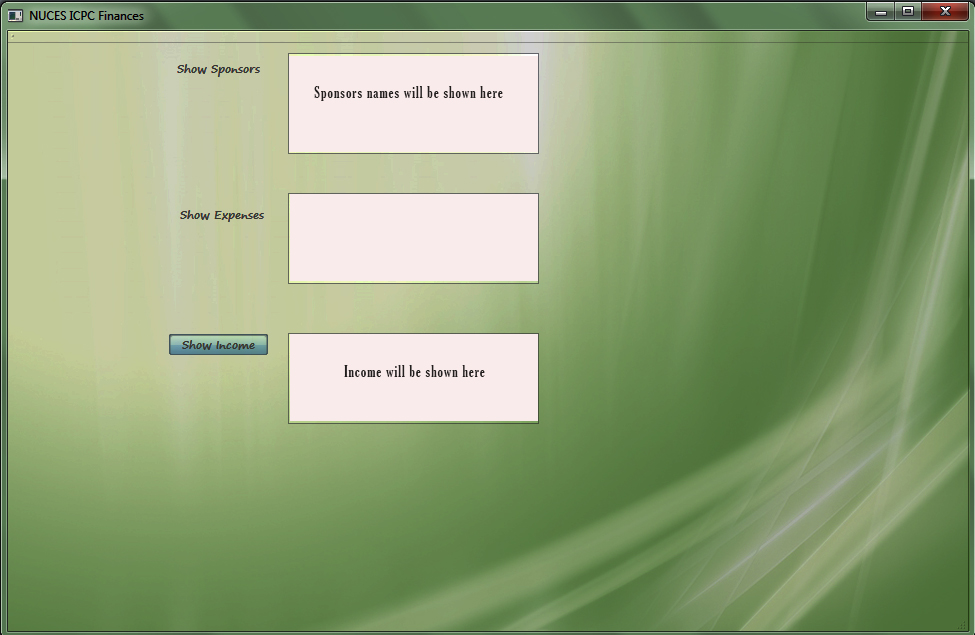 NUCES ICPC Finances
Show Sponsors
Sponsors names will be shown here
Show Expenses
Show Income
Income will be shown here